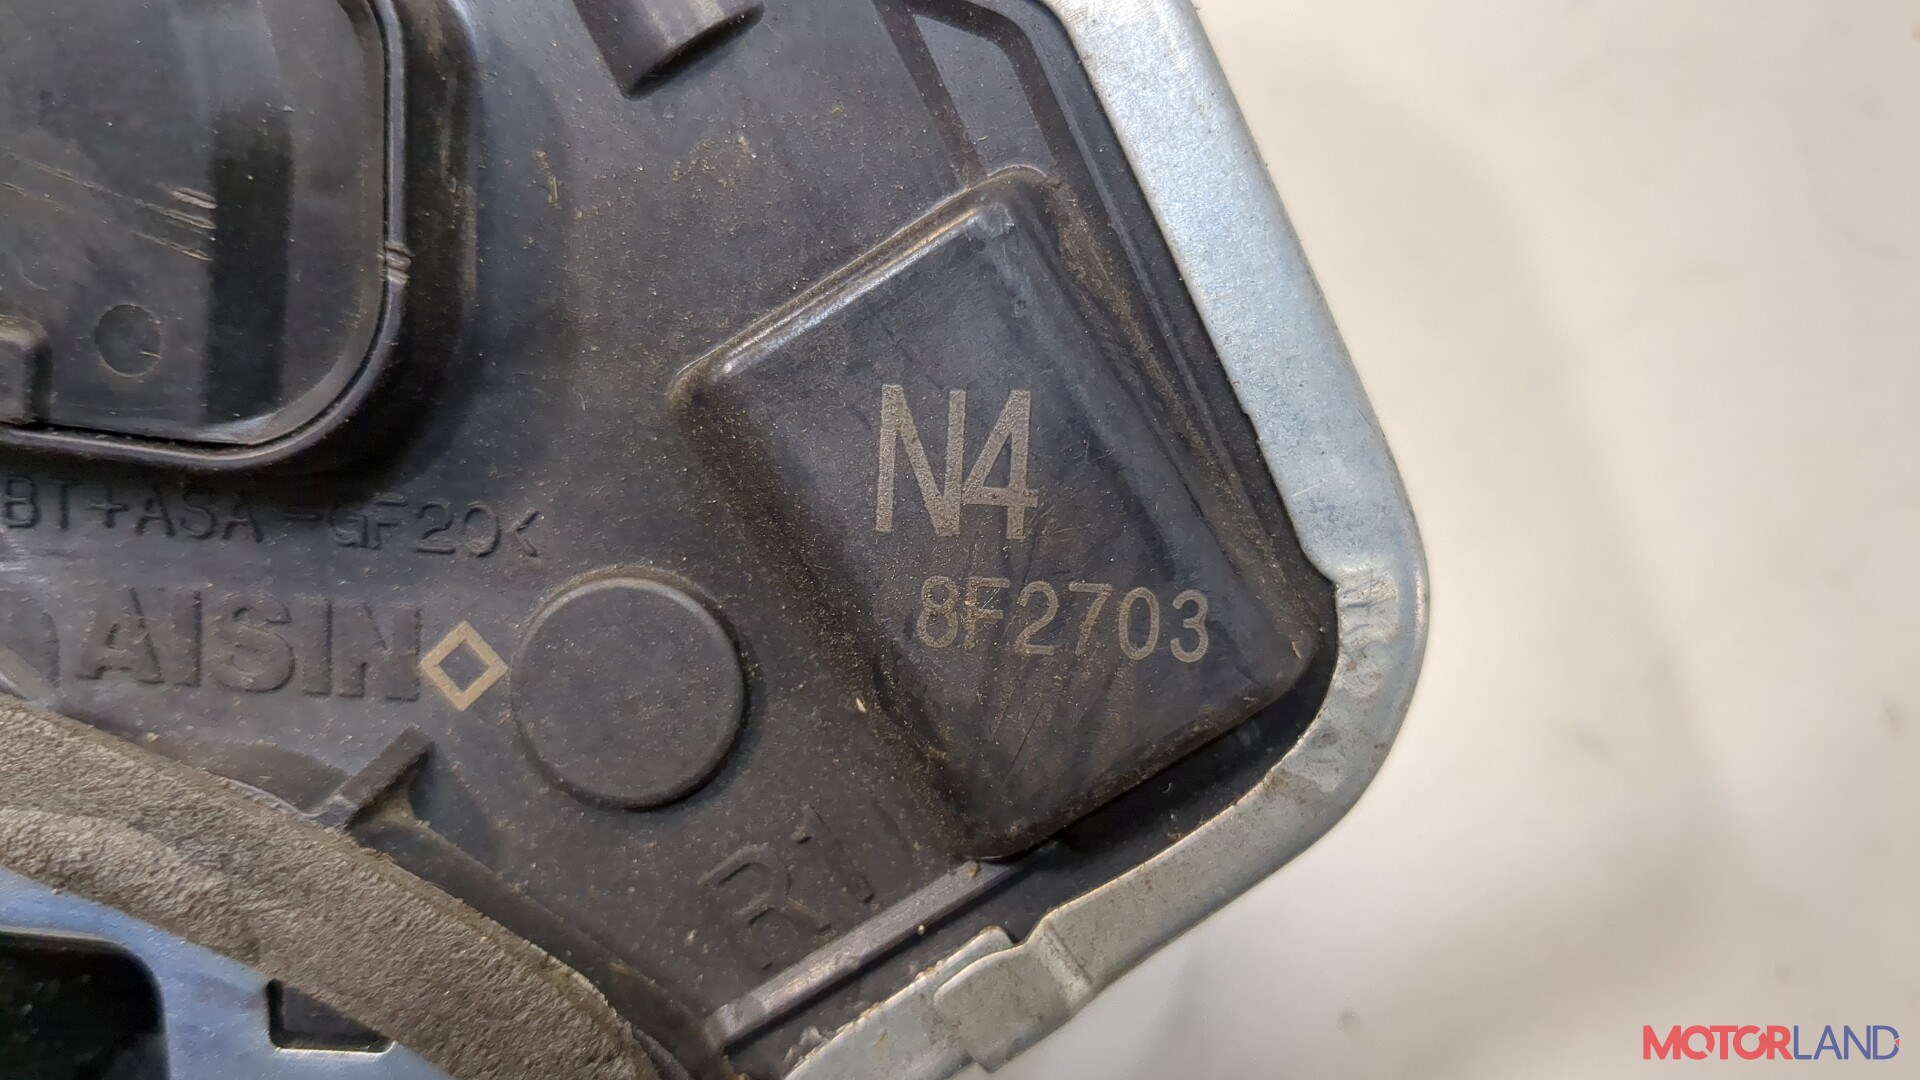 N4
8F2703
BT+ASA-GF20<
AISIN
R
MOTORLAND